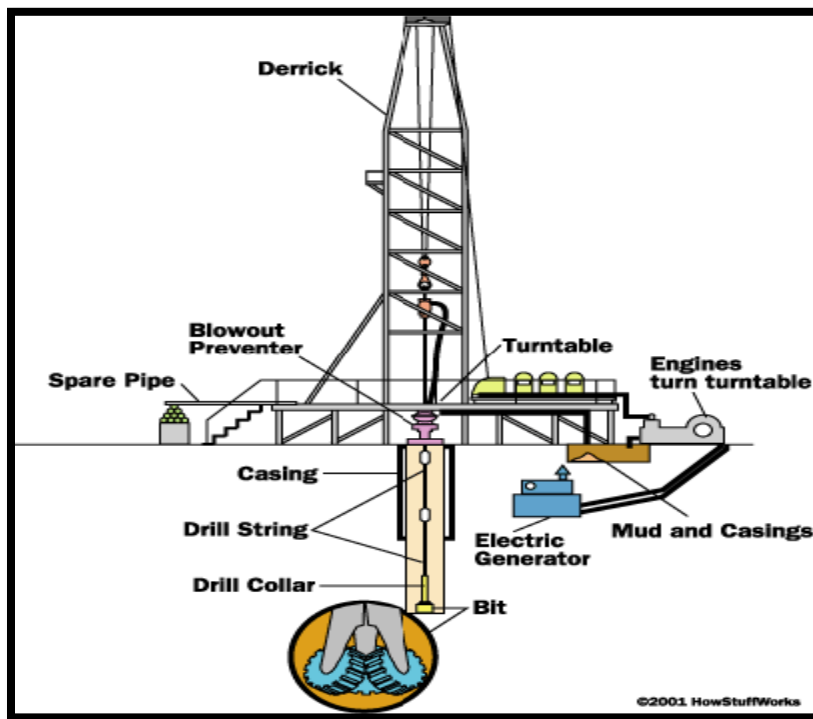 Derrick
Blowout
Preventer
Turntable
Engines
turn turntable
Spare Pipe
Casing
Drill String
Electric
Generator
Mud and Casings
Drill Collar
Bit
©2001 HowStuffWorks